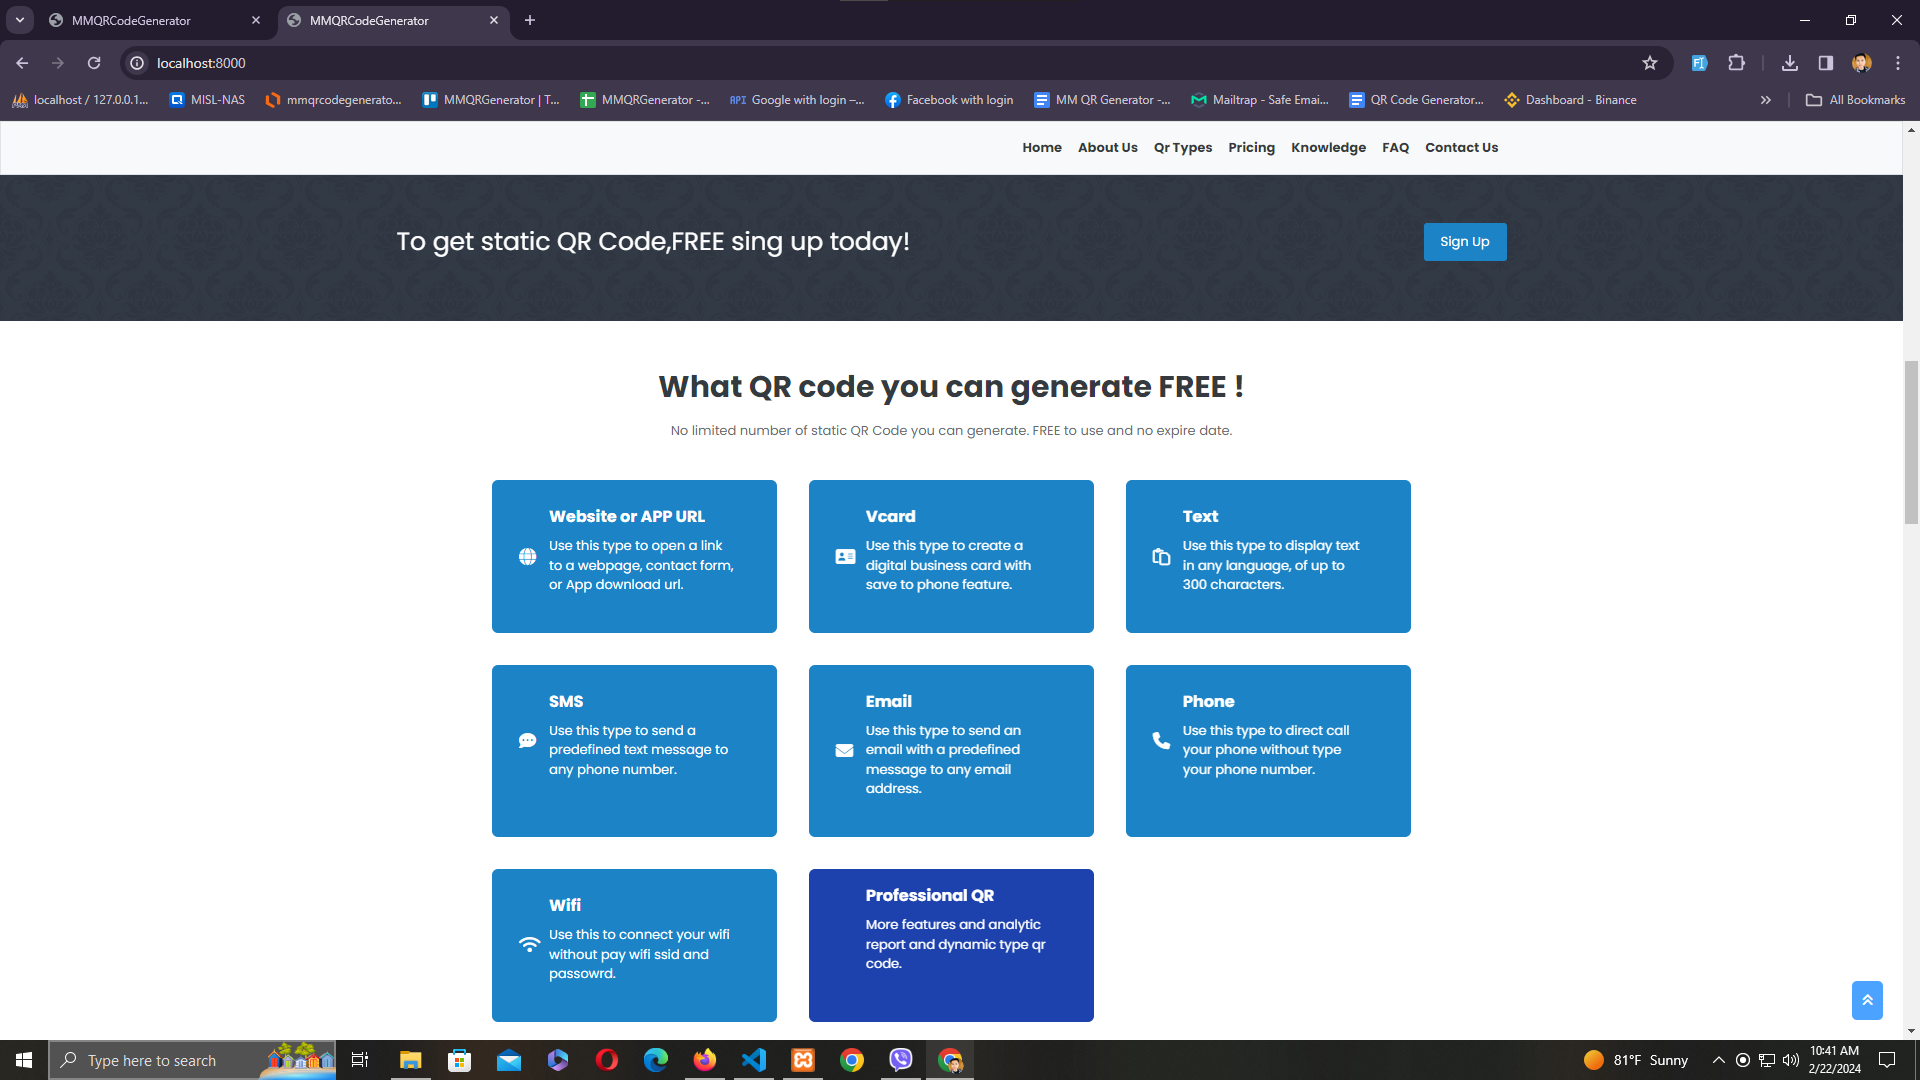 MMQRCodeGenerator
MMQRCodeGenerator
localhost:8000
localhost / 127.0.0.1...
MISL-NAS
mmqrcodegenerato...
MMQRGenerator | T...
MMQRGenerator -...
API Google with login –...
Facebook with login
MM QR Generator -...
Mailtrap - Safe Emai...
QR Code Generator...
Dashboard - Binance
All Bookmarks
Home About Us Qr Types Pricing Knowledge FAQ Contact Us
To get static QR Code,FREE sing up today!
Sign Up
What QR code you can generate FREE !
No limited number of static QR Code you can generate. FREE to use and no expire date.
Website or APP URL
Use this type to open a link
to a webpage, contact form,
or App download url.
Vcard
Use this type to create a
digital business card with
save to phone feature.
Text
Use this type to display text
in any language, of up to
300 characters.
SMS
Use this type to send a
predefined text message to
any phone number.
Email
Use this type to send an
email with a predefined
message to any email
address.
Phone
Use this type to direct call
your phone without type
your phone number.
Wifi
Use this to connect your wifi
without pay wifi ssid and
passowrd.
Professional QR
More features and analytic
report and dynamic type qr
code.
Type here to search
81°F Sunny
10:41 AM
2/22/2024